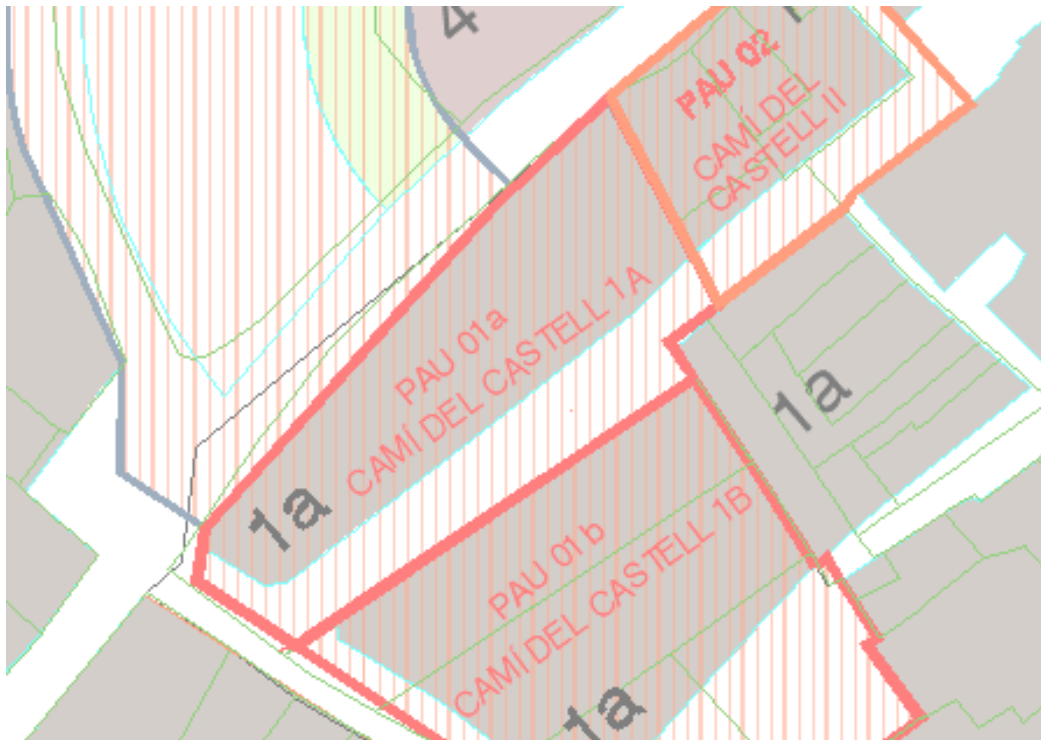 4
PAU 02
CAMÍ DEL
CASTELL II
PAU 01a
CAMÍ DEL CASTELL 1A
1a
1a
PAU 01b
CAMÍ DEL CASTELL 1B
1a